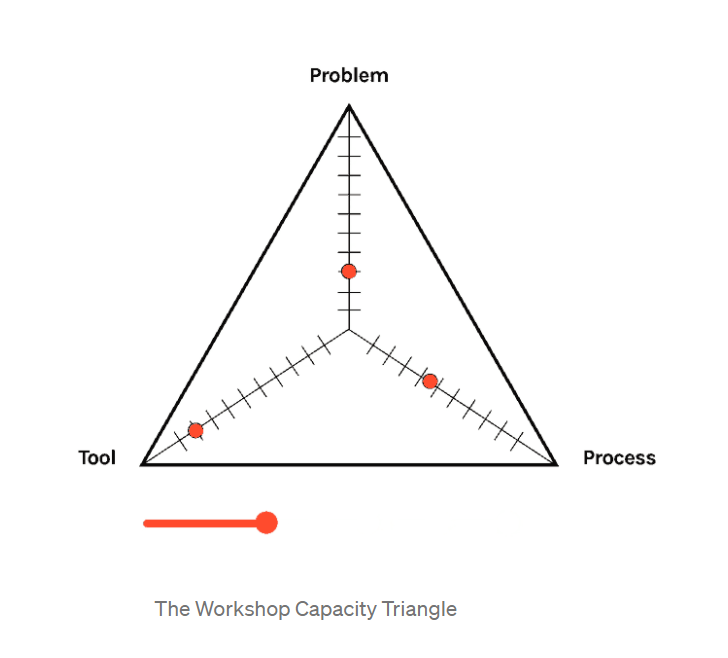 Problem
Tool
Process
The Workshop Capacity Triangle